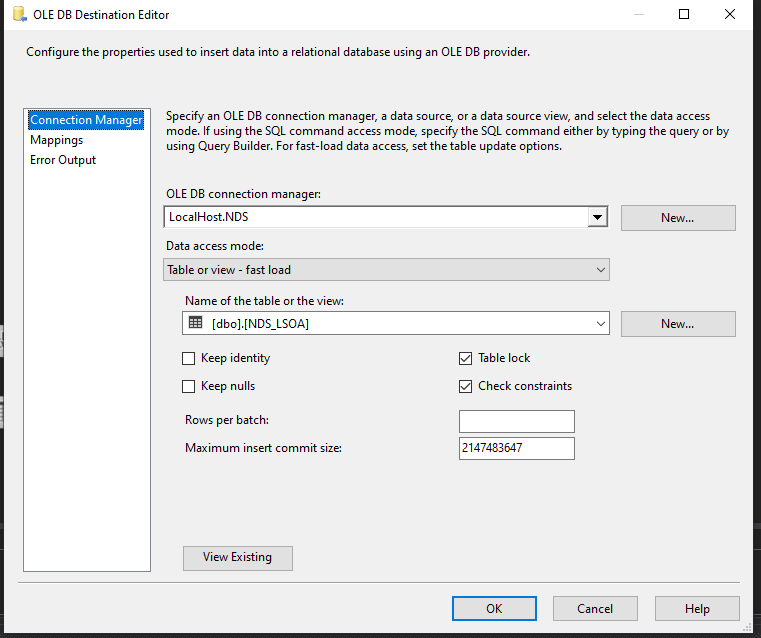 OLE DB Destination Editor
Configure the properties used to insert data into a relational database using an OLE DB provider.
Connection Manager
Mappings
Error Output
Specify an OLE DB connection manager, a data source, or a data source view, and select the data access
mode. If using the SQL command access mode, specify the SQL command either by typing the query or by
using Query Builder. For fast-load data access, set the table update options.
OLE DB connection manager:
LocalHost.NDS
New...
Data access mode:
Table or view - fast load
Name of the table or the view:
[dbo].[NDS_LSOA]
New...
Keep identity
Table lock
Keep nulls
Check constraints
Rows per batch:
Maximum insert commit size:
2147483647
View Existing
OK
Cancel
Help